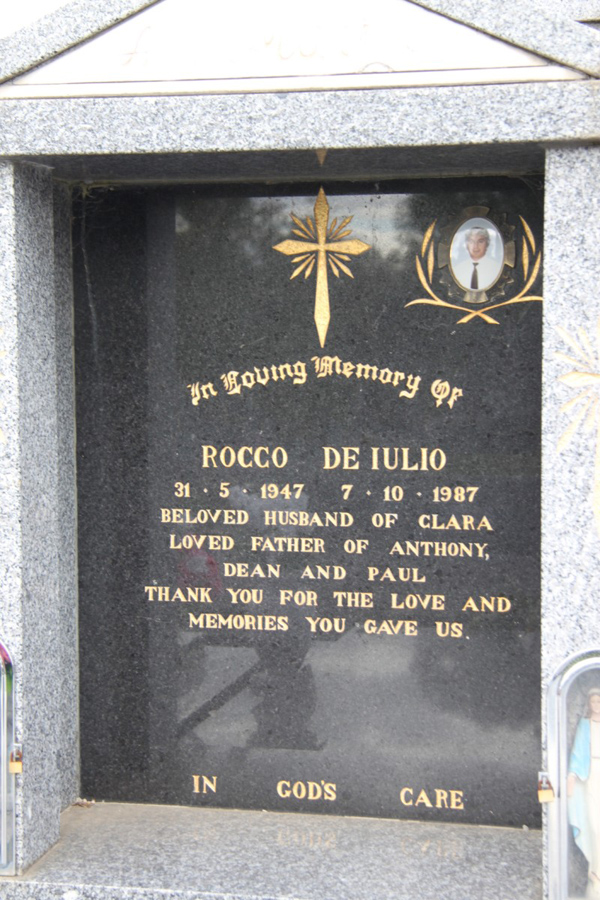 In Loving Memory Of
ROCCO DE IULIO
31 · 5 · 1947 7 · 10 · 1987
BELOVED HUSBAND OF CLARA
LOVED FATHER OF ANTHONY,
DEAN AND PAUL
THANK YOU FOR THE LOVE AND
MEMORIES YOU GAVE US.
IN GOD'S CARE